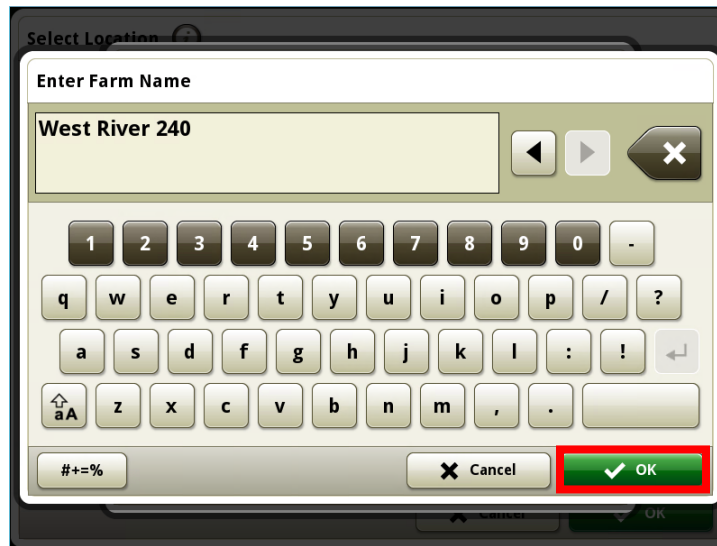 Select Location i
Enter Farm Name
West River 240
1 2 3 4 5 6 7 8 9 0 -
q w e r t y u i o p / ?
a s d f g h j k l : !
aA z x c v b n m , .
#+=% Cancel OK
Cancel OK